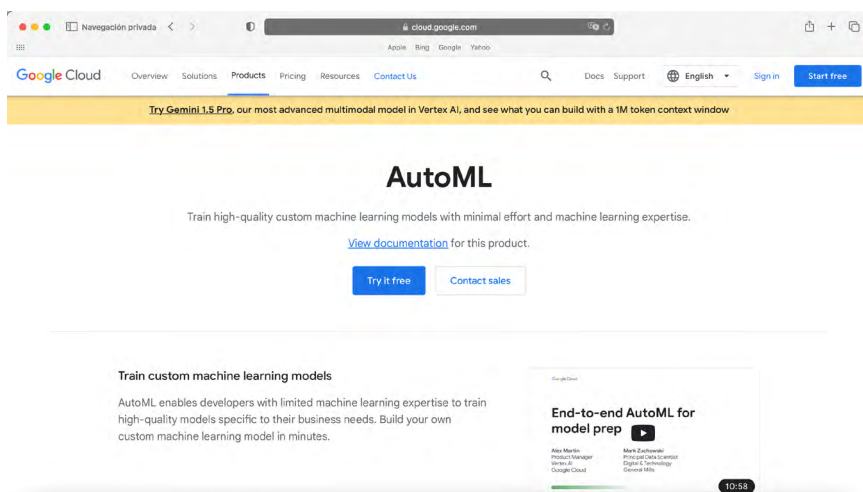 Navegación privada
cloud.google.com
Apple Bing Google Yahoo
Google Cloud Overview Solutions Products Pricing Resources Contact Us Docs Support English Sign in Start free
Try Gemini 1.5 Pro, our most advanced multimodal model in Vertex AI, and see what you can build with a 1M token context window
AutoML
Train high-quality custom machine learning models with minimal effort and machine learning expertise.
View documentation for this product.
Try it free Contact sales
Train custom machine learning models
AutoML enables developers with limited machine learning expertise to train
high-quality models specific to their business needs. Build your own
custom machine learning model in minutes.
Google Cloud
End-to-end AutoML for
model prep
Alex Martin
Product Manager
Vertex AI
Google Cloud
Mark Zuchowski
Principal Data Scientist
Digital & Technology
General Mills
10:58